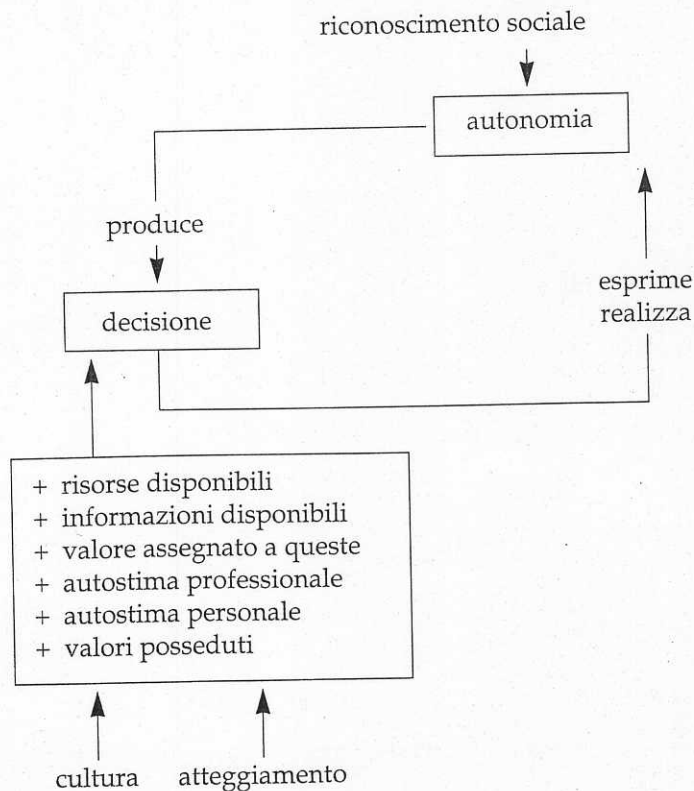 riconoscimento sociale
autonomia
produce
decisione
esprime
realizza
+ risorse disponibili
+ informazioni disponibili
+ valore assegnato a queste
+ autostima professionale
+ autostima personale
+ valori posseduti
cultura atteggiamento